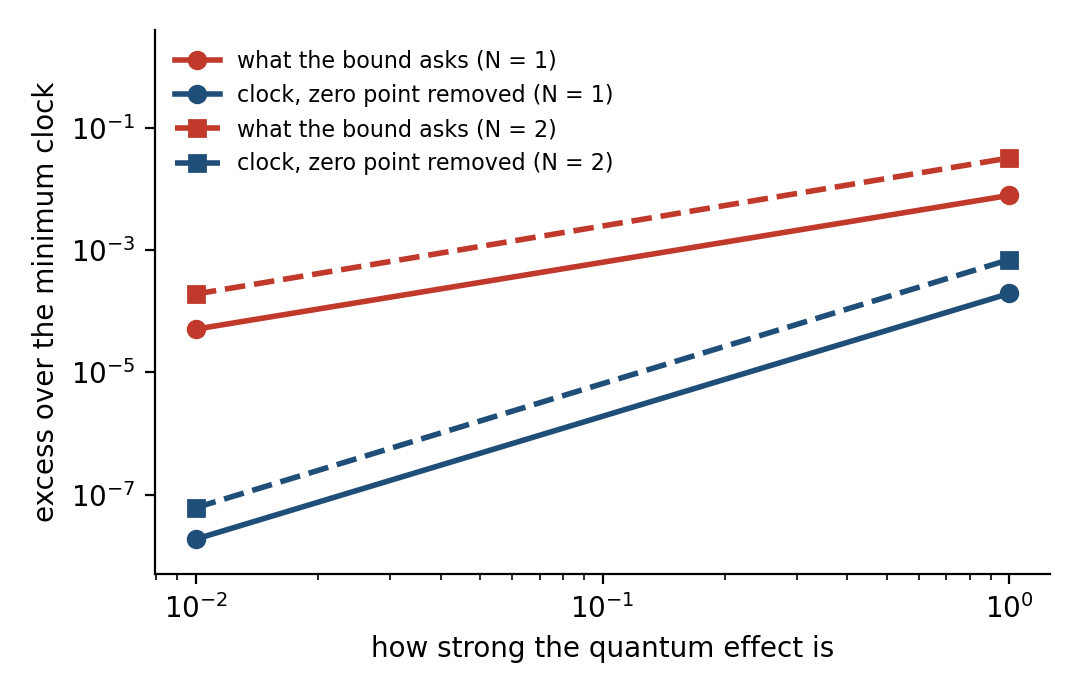 what the bound asks (N = 1)
clock, zero point removed (N = 1)
what the bound asks (N = 2)
clock, zero point removed (N = 2)
excess over the minimum clock
10⁻¹
10⁻³
10⁻⁵
10⁻⁷
10⁻² 10⁻¹ 10⁰
how strong the quantum effect is